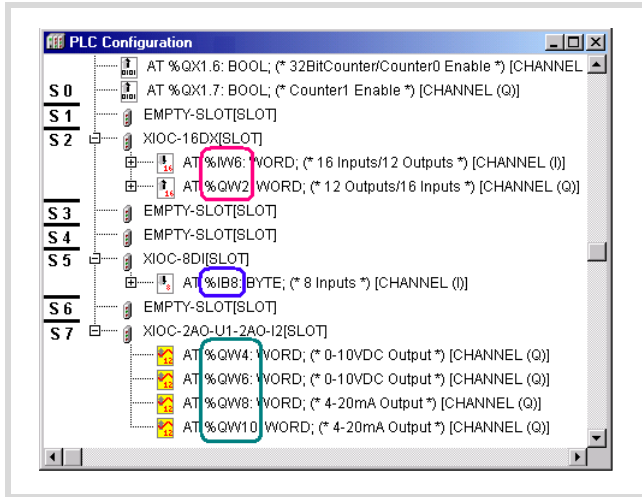 PLC Configuration
AT %QX1.6: BOOL; (* 32BitCounter/Counter0 Enable *) [CHANNEL
S 0 AT %QX1.7: BOOL; (* Counter1 Enable *) [CHANNEL (Q)]
S 1 EMPTY-SLOT[SLOT]
S 2 XIOC-16DX[SLOT]
AT %IW6: WORD; (* 16 Inputs/12 Outputs *) [CHANNEL (I)]
AT %QW2: WORD; (* 12 Outputs/16 Inputs *) [CHANNEL (Q)]
S 3 EMPTY-SLOT[SLOT]
S 4 EMPTY-SLOT[SLOT]
S 5 XIOC-8DI[SLOT]
AT %IB8: BYTE; (* 8 Inputs *) [CHANNEL (I)]
S 6 EMPTY-SLOT[SLOT]
S 7 XIOC-2AO-U1-2AO-I2[SLOT]
AT %QW4: WORD; (* 0-10VDC Output *) [CHANNEL (Q)]
AT %QW6: WORD; (* 0-10VDC Output *) [CHANNEL (Q)]
AT %QW8: WORD; (* 4-20mA Output *) [CHANNEL (Q)]
AT %QW10: WORD; (* 4-20mA Output *) [CHANNEL (Q)]